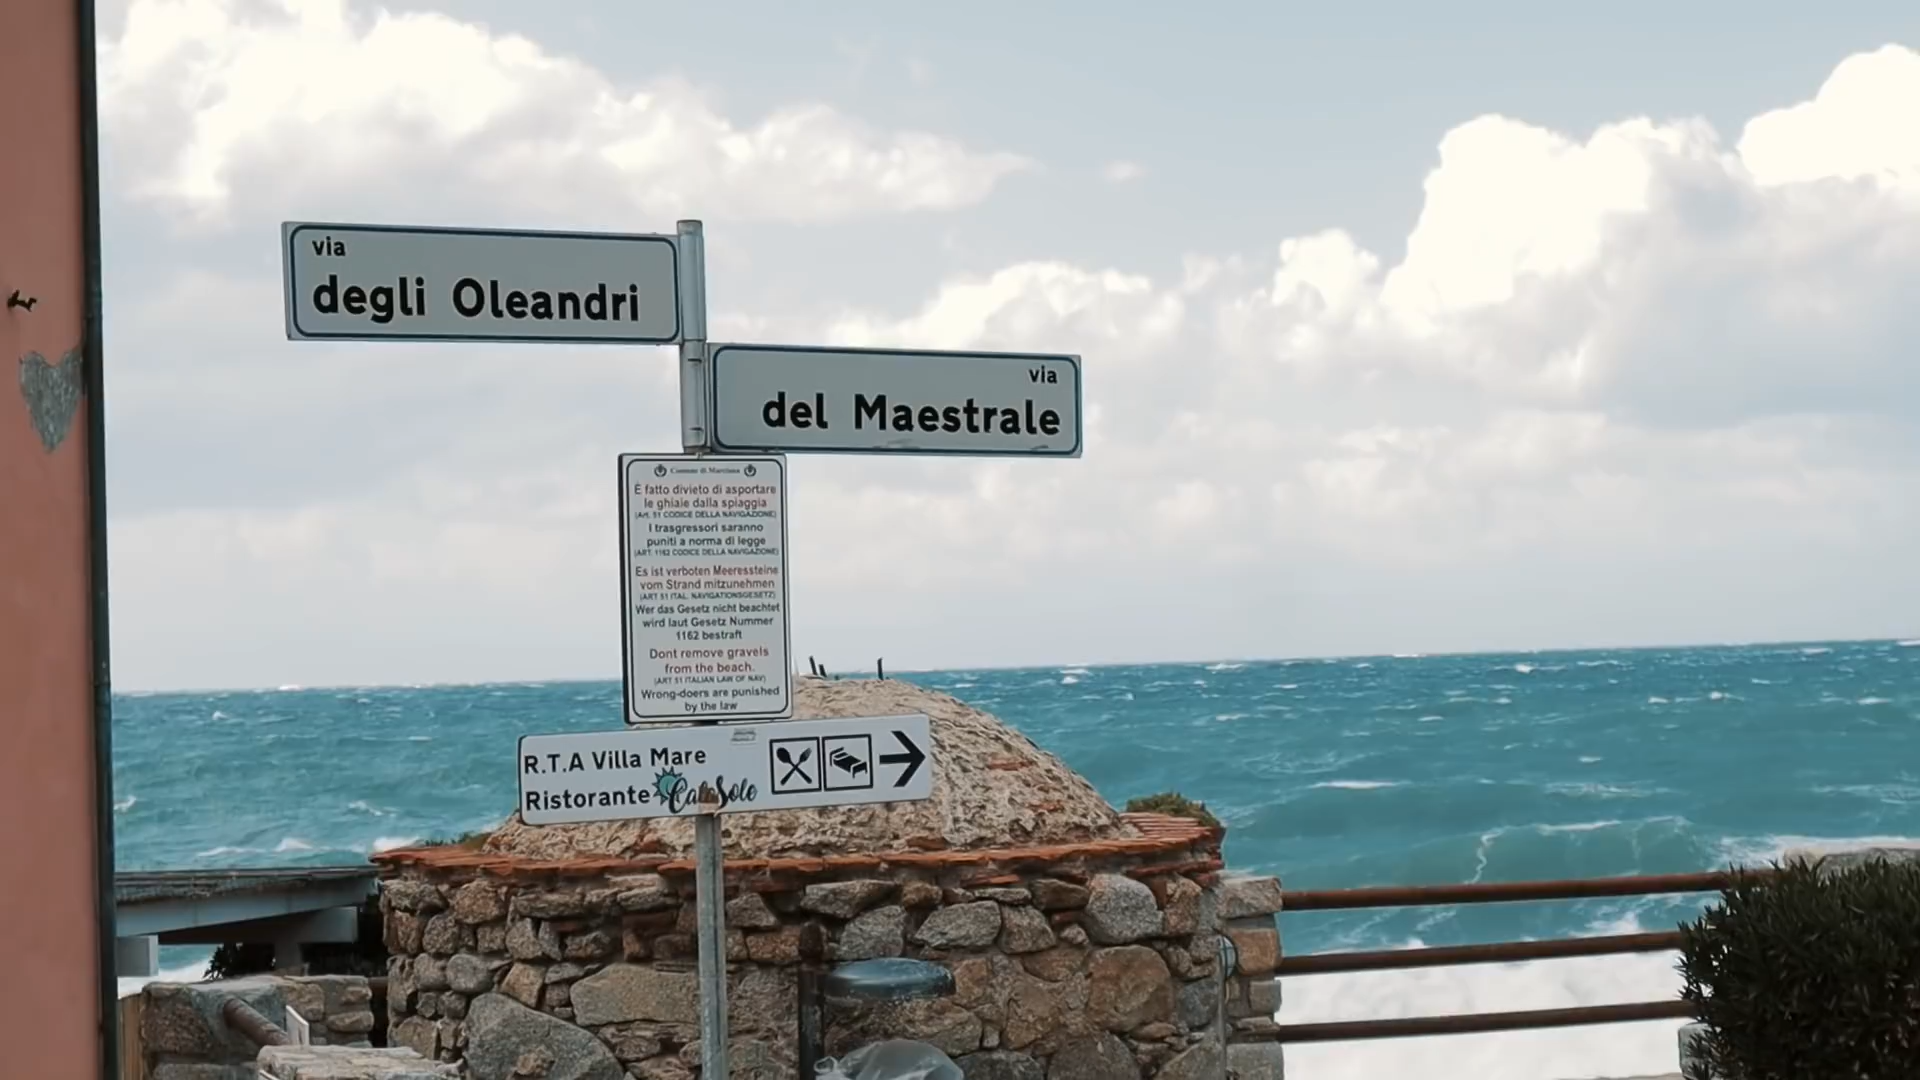 via
degli Oleandri
via
del Maestrale
Comune di Marciana
È fatto divieto di asportare
le ghiaie dalla spiaggia
(Art. 51 CODICE DELLA NAVIGAZIONE)
I trasgressori saranno
puniti a norma di legge
(ART. 1162 CODICE DELLA NAVIGAZIONE)
Es ist verboten Meeressteine
vom Strand mitzunehmen
(ART 51 ITAL. NAVIGATIONSGESETZ)
Wer das Gesetz nicht beachtet
wird laut Gesetz Nummer
1162 bestraft
Dont remove gravels
from the beach.
(ART 51 ITALIAN LAW OF NAV)
Wrong-doers are punished
by the law
R.T.A Villa Mare
Ristorante CalaSole